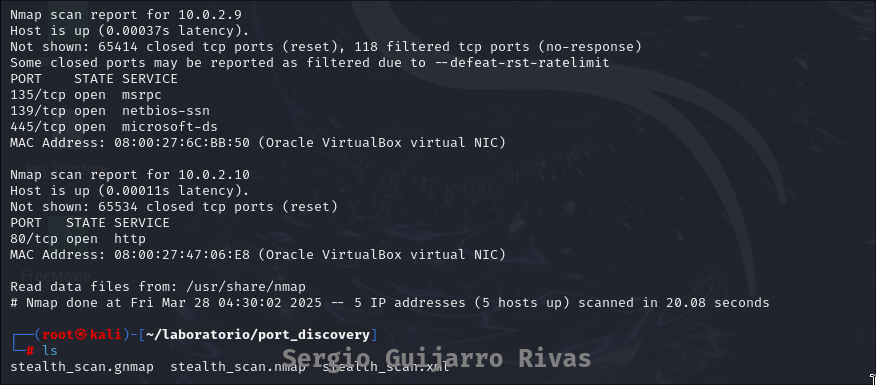 Nmap scan report for 10.0.2.9
Host is up (0.00037s latency).
Not shown: 65414 closed tcp ports (reset), 118 filtered tcp ports (no-response)
Some closed ports may be reported as filtered due to --defeat-rst-ratelimit
PORT    STATE SERVICE
135/tcp open  msrpc
139/tcp open  netbios-ssn
445/tcp open  microsoft-ds
MAC Address: 08:00:27:6C:BB:50 (Oracle VirtualBox virtual NIC)
Nmap scan report for 10.0.2.10
Host is up (0.00011s latency).
Not shown: 65534 closed tcp ports (reset)
PORT   STATE SERVICE
80/tcp open  http
MAC Address: 08:00:27:47:06:E8 (Oracle VirtualBox virtual NIC)
FreeMovie
Read data files from: /usr/share/nmap
# Nmap done at Fri Mar 28 04:30:02 2025 -- 5 IP addresses (5 hosts up) scanned in 20.08 seconds
┌──(root㉿kali)-[~/laboratorio/port_discovery]
└─# ls
stealth_scan.gnmap  stealth_scan.nmap  stealth_scan.xml
Sergio Guijarro Rivas